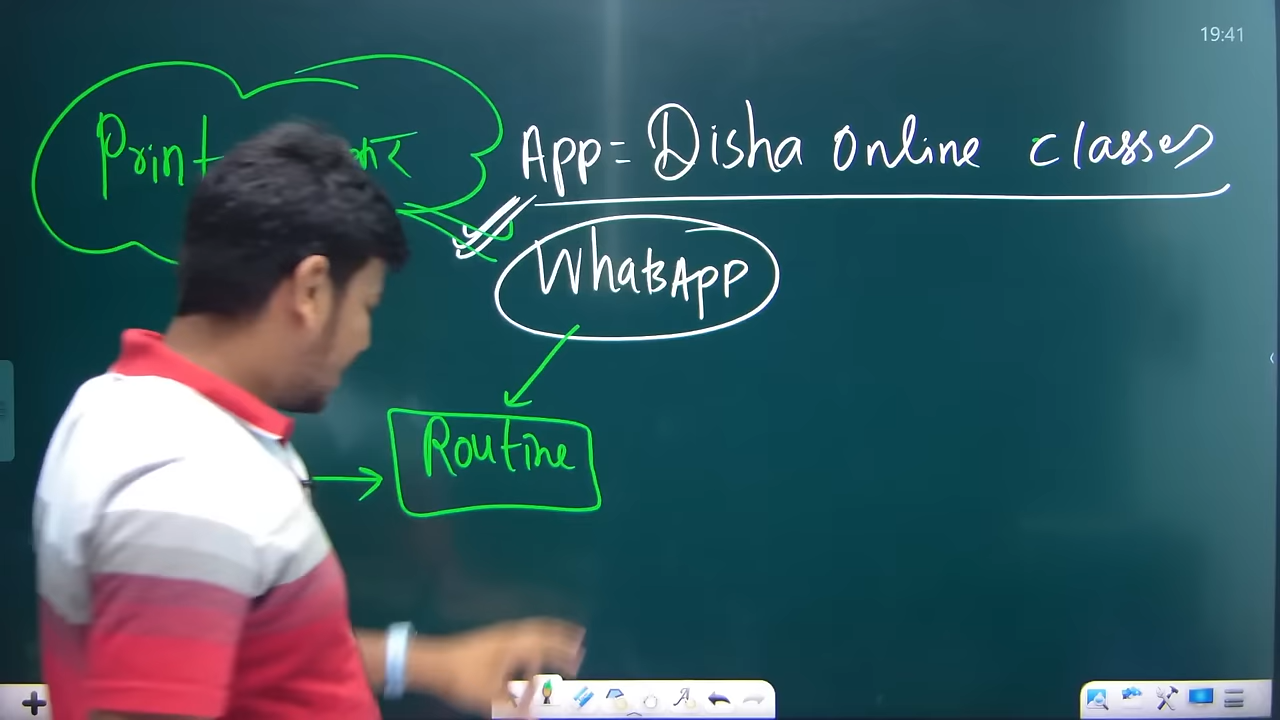 19:41
Print
App = Disha Online classes
WhatsApp
Routine